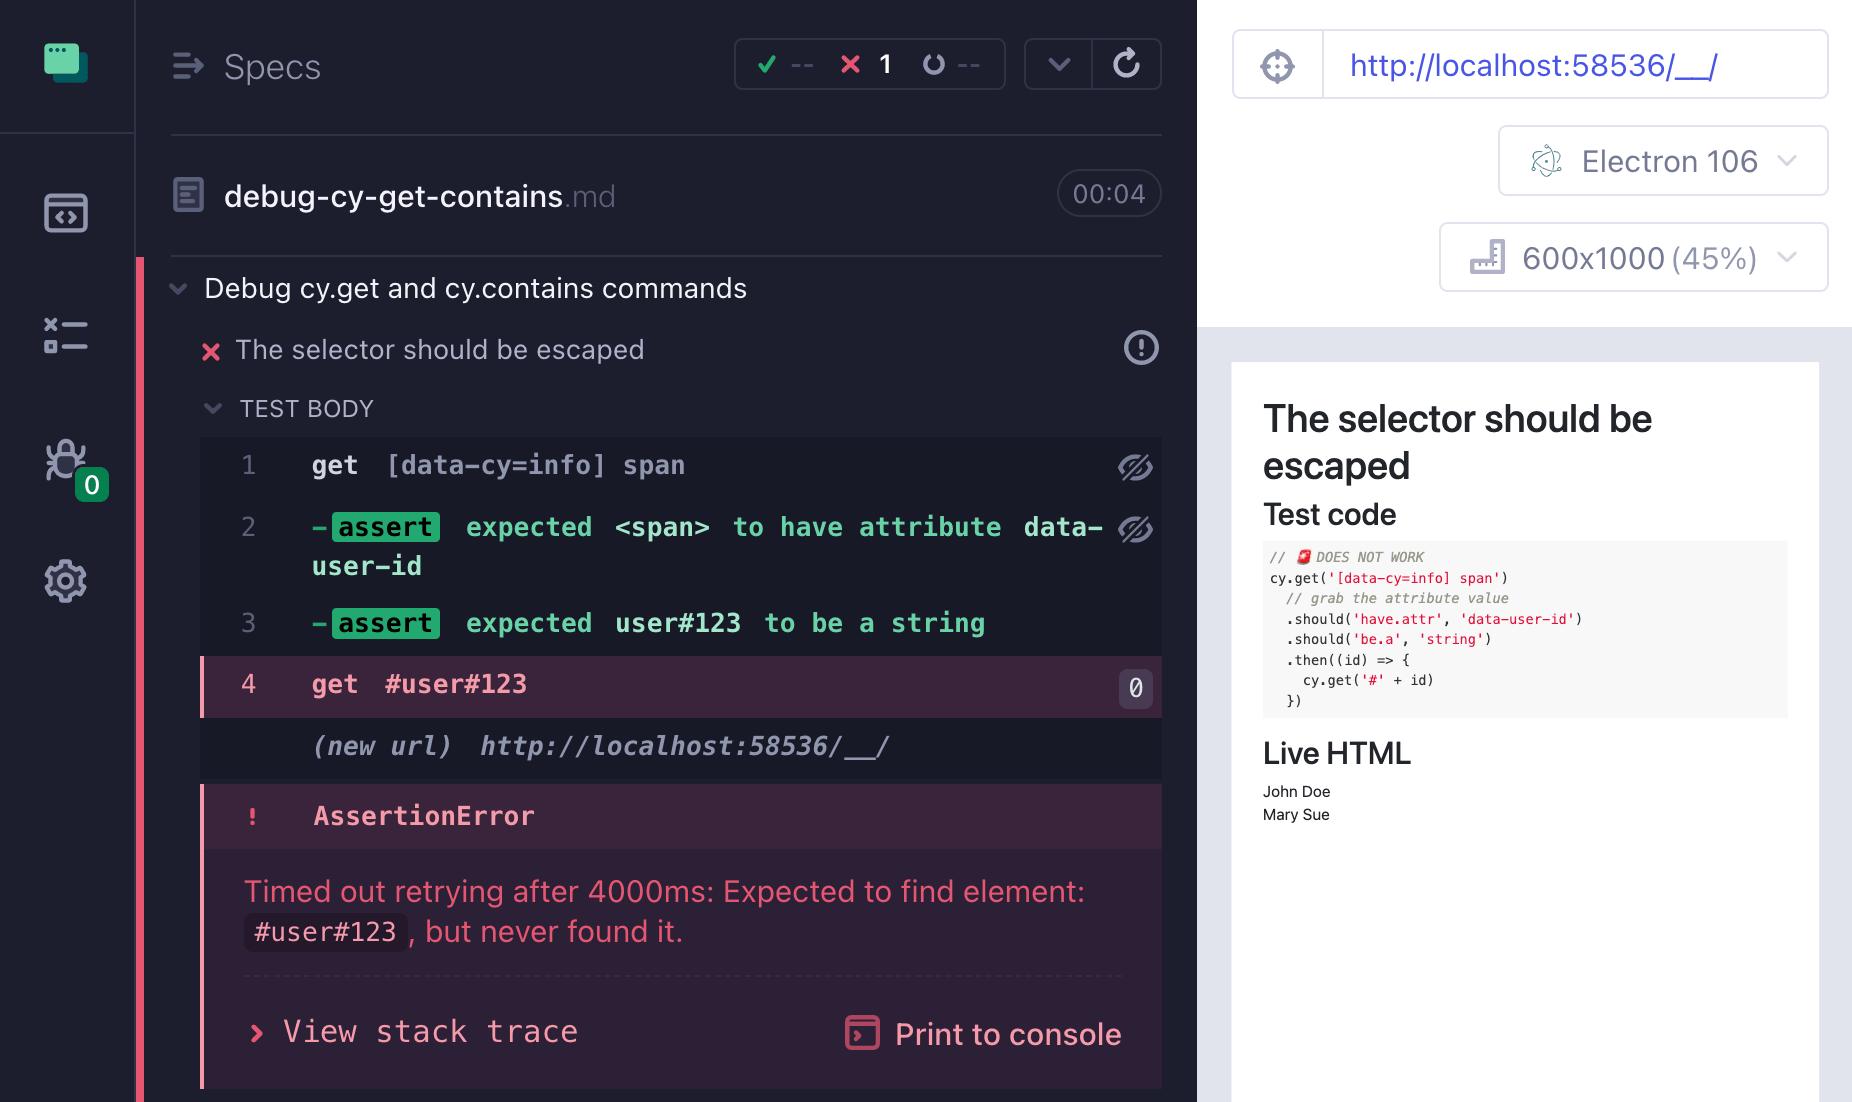 Specs
-- 1 --
debug-cy-get-contains.md
00:04
Debug cy.get and cy.contains commands
The selector should be escaped
TEST BODY
1 get [data-cy=info] span
2 -assert expected <span> to have attribute data-
user-id
3 -assert expected user#123 to be a string
4 get #user#123 0
(new url) http://localhost:58536/__/
! AssertionError
Timed out retrying after 4000ms: Expected to find element:
#user#123, but never found it.
View stack trace
Print to console
0
http://localhost:58536/__/
Electron 106
600x1000 (45%)
The selector should be
escaped
Test code
// 🚨 DOES NOT WORK
cy.get('[data-cy=info] span')
// grab the attribute value
.should('have.attr', 'data-user-id')
.should('be.a', 'string')
.then((id) => {
cy.get('#' + id)
})
Live HTML
John Doe
Mary Sue